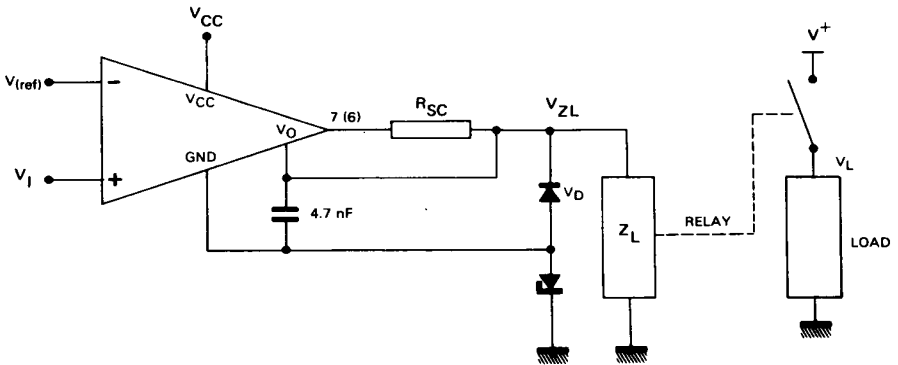 VCC
V(ref)
-
VCC
7 (6)
RSC
VZL
V+
VO
GND
VI
+
4.7 nF
VD
ZL
RELAY
VL
LOAD